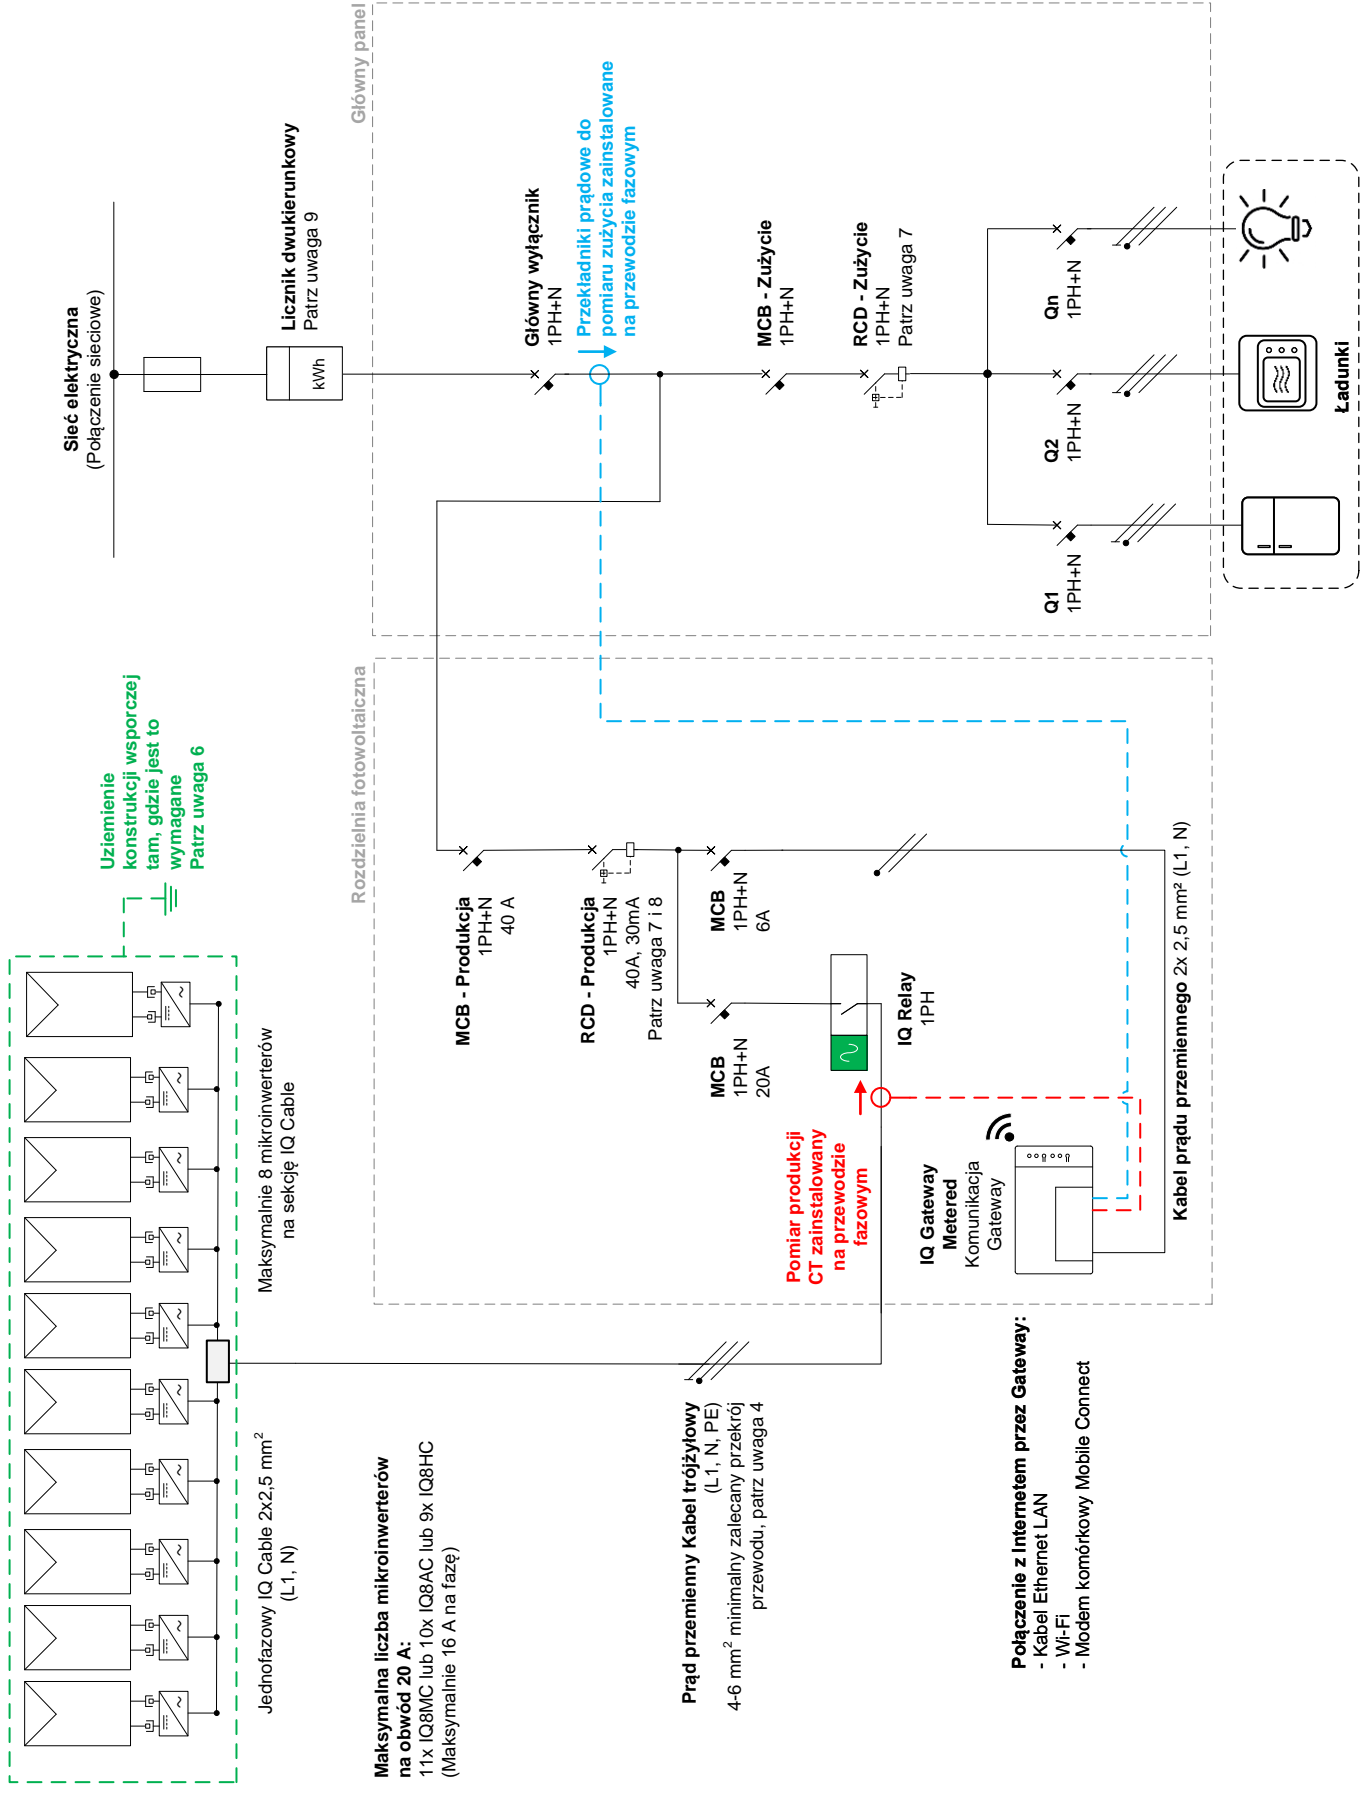 Uziemienie
konstrukcji wsporczej
tam, gdzie jest to
wymagane
Patrz uwaga 6
Jednofazowy IQ Cable 2x2,5 mm²
(L1, N)
Maksymalnie 8 mikroinwerterów
na sekcję IQ Cable
Maksymalna liczba mikroinwerterów
na obwód 20 A:
11x IQ8MC lub 10x IQ8AC lub 9x IQ8HC
(Maksymalnie 16 A na fazę)
Prąd przemienny Kabel trójżyłowy
(L1, N, PE)
4-6 mm² minimalny zalecany przekrój
przewodu, patrz uwaga 4
Połączenie z Internetem przez Gateway:
- Kabel Ethernet LAN
- Wi-Fi
- Modem komórkowy Mobile Connect
Rozdzielnia fotowoltaiczna
MCB - Produkcja
1PH+N
40 A
RCD - Produkcja
1PH+N
40A, 30mA
Patrz uwaga 7 i 8
MCB
1PH+N
20A
MCB
1PH+N
6A
Pomiar produkcji
CT zainstalowany
na przewodzie
fazowym
IQ Relay
1PH
IQ Gateway
Metered
Komunikacja
Gateway
Kabel prądu przemiennego 2x 2,5 mm² (L1, N)
Sieć elektryczna
(Połączenie sieciowe)
Licznik dwukierunkowy
Patrz uwaga 9
kWh
Główny panel
Główny wyłącznik
1PH+N
Przekładniki prądowe do
pomiaru zużycia zainstalowane
na przewodzie fazowym
MCB - Zużycie
1PH+N
RCD - Zużycie
1PH+N
Patrz uwaga 7
Q1
1PH+N
Q2
1PH+N
Qn
1PH+N
Ładunki